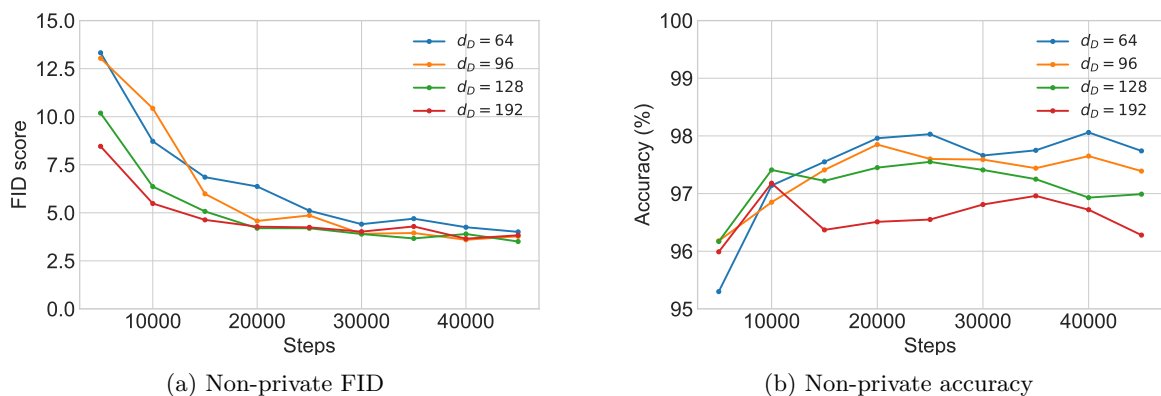 15.0
12.5
10.0
7.5
5.0
2.5
0.0
FID score
10000 20000 30000 40000
Steps
d_D = 64
d_D = 96
d_D = 128
d_D = 192
(a) Non-private FID
100
99
98
97
96
95
Accuracy (%)
10000 20000 30000 40000
Steps
d_D = 64
d_D = 96
d_D = 128
d_D = 192
(b) Non-private accuracy